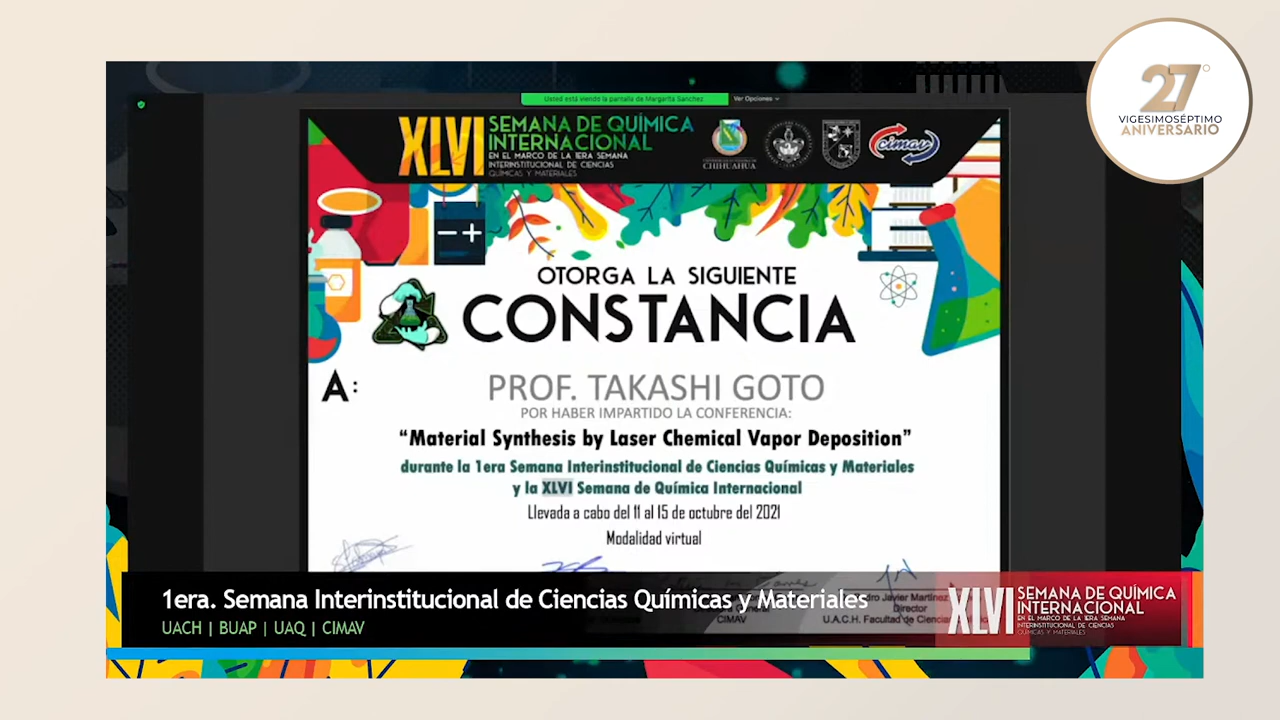 27°
VIGESIMOSÉPTIMO
ANIVERSARIO
Usted está viendo la pantalla de Margarita Sanchez
Ver Opciones
XLVI
SEMANA DE QUÍMICA
INTERNACIONAL
EN EL MARCO DE LA 1ERA SEMANA
INTERINSTITUCIONAL DE CIENCIAS
QUÍMICAS Y MATERIALES
CHIHUAHUA
cimav
OTORGA LA SIGUIENTE
CONSTANCIA
A:
PROF. TAKASHI GOTO
POR HABER IMPARTIDO LA CONFERENCIA:
“Material Synthesis by Laser Chemical Vapor Deposition”
durante la 1era Semana Interinstitucional de Ciencias Químicas y Materiales
y la XLVI Semana de Química Internacional
Llevada a cabo del 11 al 15 de octubre del 2021
Modalidad virtual
1era. Semana Interinstitucional de Ciencias Químicas y Materiales
UACH | BUAP | UAQ | CIMAV
CIMAV
Javier Martínez
Director
U.A.C.H. Facultad de Ciencias
XLVI
SEMANA DE QUÍMICA
INTERNACIONAL
EN EL MARCO DE LA 1ERA SEMANA
INTERINSTITUCIONAL DE CIENCIAS
QUÍMICAS Y MATERIALES